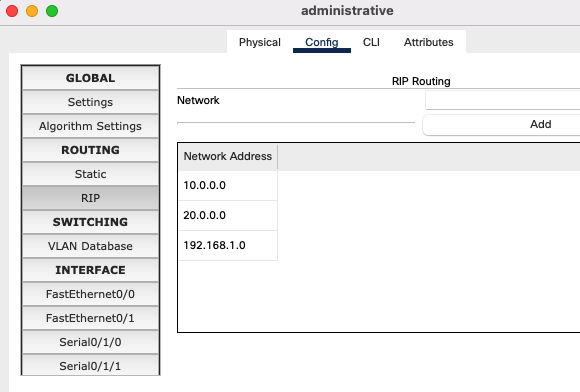 administrative
Physical Config CLI Attributes
GLOBAL
Settings
Algorithm Settings
ROUTING
Static
RIP
SWITCHING
VLAN Database
INTERFACE
FastEthernet0/0
FastEthernet0/1
Serial0/1/0
Serial0/1/1
RIP Routing
Network
Add
Network Address
10.0.0.0
20.0.0.0
192.168.1.0